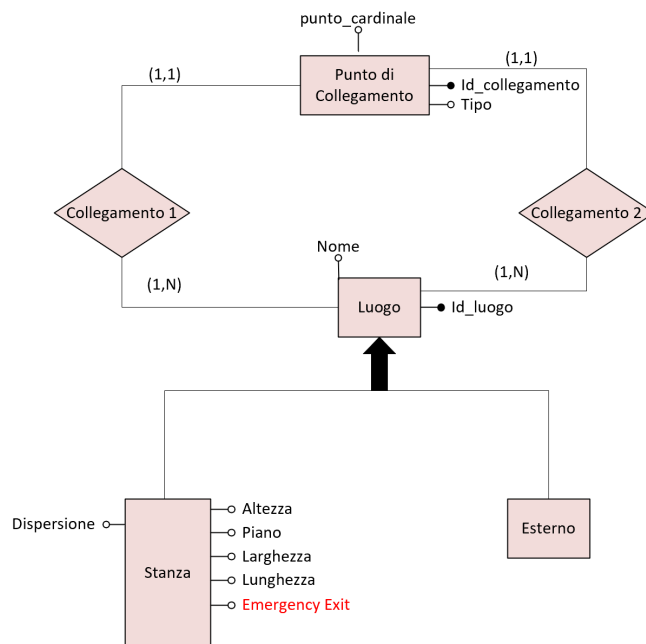 punto_cardinale
(1,1)
(1,1)
Punto di
Collegamento
Id_collegamento
Tipo
Collegamento 1
Collegamento 2
Nome
(1,N)
(1,N)
Luogo
Id_luogo
Dispersione
Altezza
Piano
Larghezza
Lunghezza
Emergency Exit
Stanza
Esterno